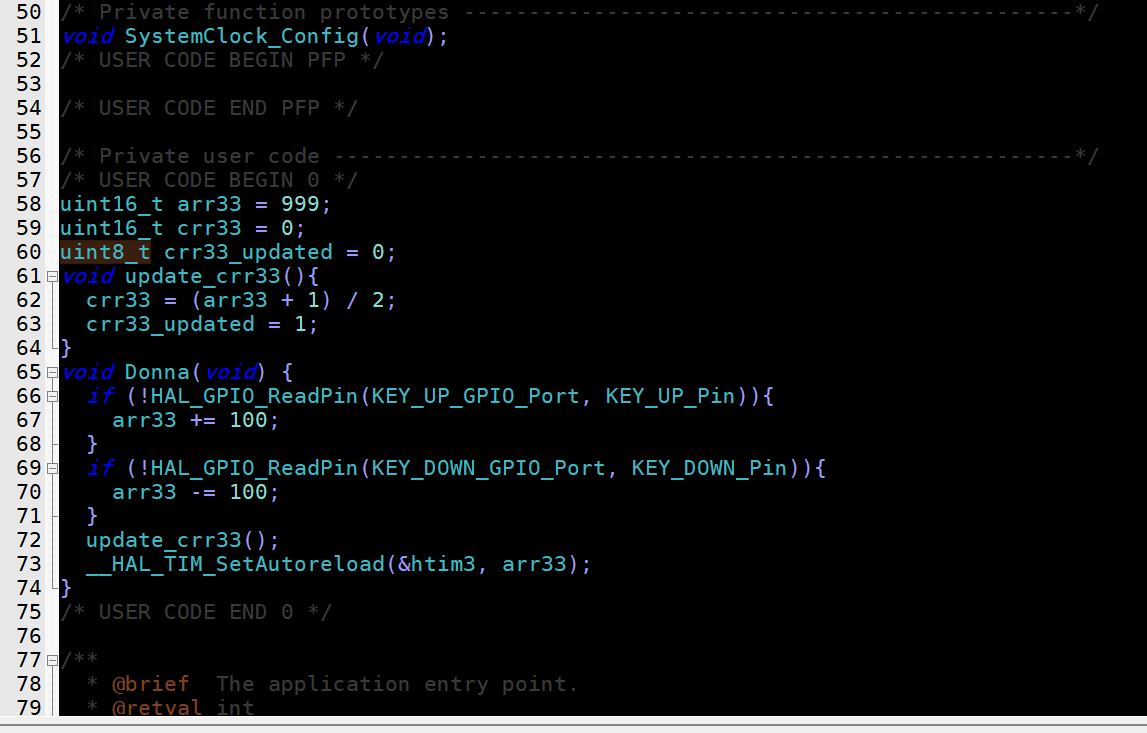 50 /* Private function prototypes -----------------------------------------------*/
51 void SystemClock_Config(void);
52 /* USER CODE BEGIN PFP */
53
54 /* USER CODE END PFP */
55
56 /* Private user code ---------------------------------------------------------*/
57 /* USER CODE BEGIN 0 */
58 uint16_t arr33 = 999;
59 uint16_t crr33 = 0;
60 uint8_t crr33_updated = 0;
61 void update_crr33(){
62   crr33 = (arr33 + 1) / 2;
63   crr33_updated = 1;
64 }
65 void Donna(void) {
66   if (!HAL_GPIO_ReadPin(KEY_UP_GPIO_Port, KEY_UP_Pin)){
67     arr33 += 100;
68   }
69   if (!HAL_GPIO_ReadPin(KEY_DOWN_GPIO_Port, KEY_DOWN_Pin)){
70     arr33 -= 100;
71   }
72   update_crr33();
73   __HAL_TIM_SetAutoreload(&htim3, arr33);
74 }
75 /* USER CODE END 0 */
76
77 /**
78   * @brief  The application entry point.
79   * @retval int